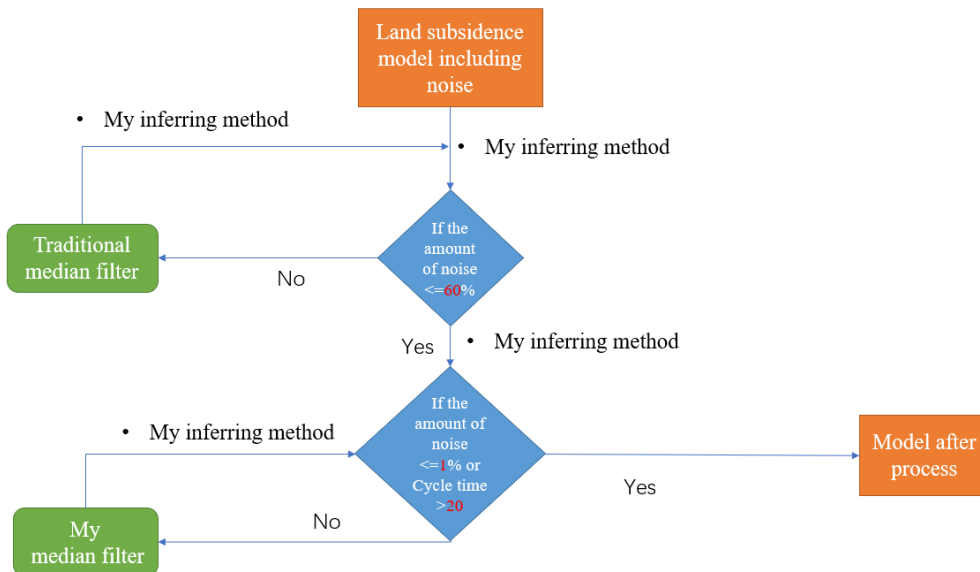 Land subsidence
model including
noise
• My inferring method
• My inferring method
If the
amount
of noise
<=60%
Traditional
median filter
No
Yes
• My inferring method
If the
amount of
noise
<=1% or
Cycle time
>20
• My inferring method
Model after
process
Yes
No
My
median filter